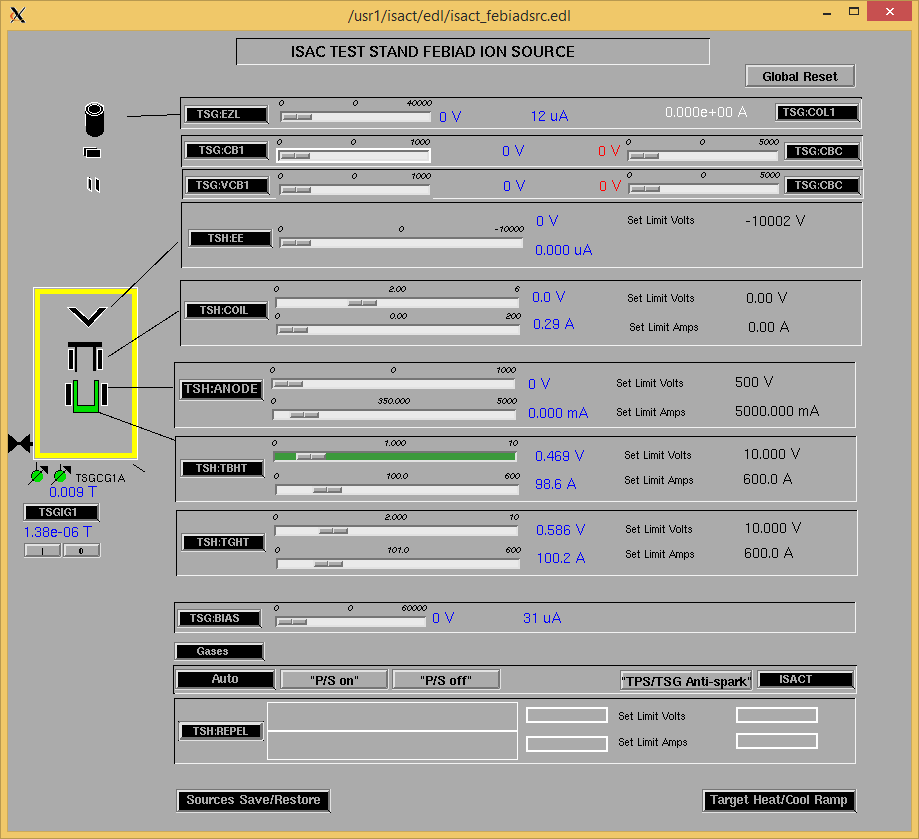 /usr1/isact/edl/isact_febiadsrc.edl
ISAC TEST STAND FEBIAD ION SOURCE
Global Reset
TSG:EZL 0 0 40000 0 V 12 uA 0.000e+00 A TSG:COL1
TSG:CB1 0 0 1000 0 V 0 V 0 0 5000 TSG:CBC
TSG:VCB1 0 0 1000 0 V 0 V 0 0 5000 TSG:CBC
TSH:EE 0 0 -10000 0 V Set Limit Volts -10002 V
0.000 uA
TSH:COIL 0 2.00 6 0.0 V Set Limit Volts 0.00 V
0 0.00 200 0.29 A Set Limit Amps 0.00 A
TSH:ANODE 0 0 1000 0 V Set Limit Volts 500 V
0 350.000 5000 0.000 mA Set Limit Amps 5000.000 mA
TSH:TBHT 0 1.000 10 0.469 V Set Limit Volts 10.000 V
0 100.0 600 98.6 A Set Limit Amps 600.0 A
TSGCG1A
0.009 T
TSGIG1
1.38e-06 T
I 0
TSH:TGHT 0 2.000 10 0.586 V Set Limit Volts 10.000 V
0 101.0 600 100.2 A Set Limit Amps 600.0 A
TSG:BIAS 0 0 60000 0 V 31 uA
Gases
Auto "P/S on" "P/S off" "TPS/TSG Anti-spark" ISACT
TSH:REPEL Set Limit Volts
Set Limit Amps
Sources Save/Restore Target Heat/Cool Ramp